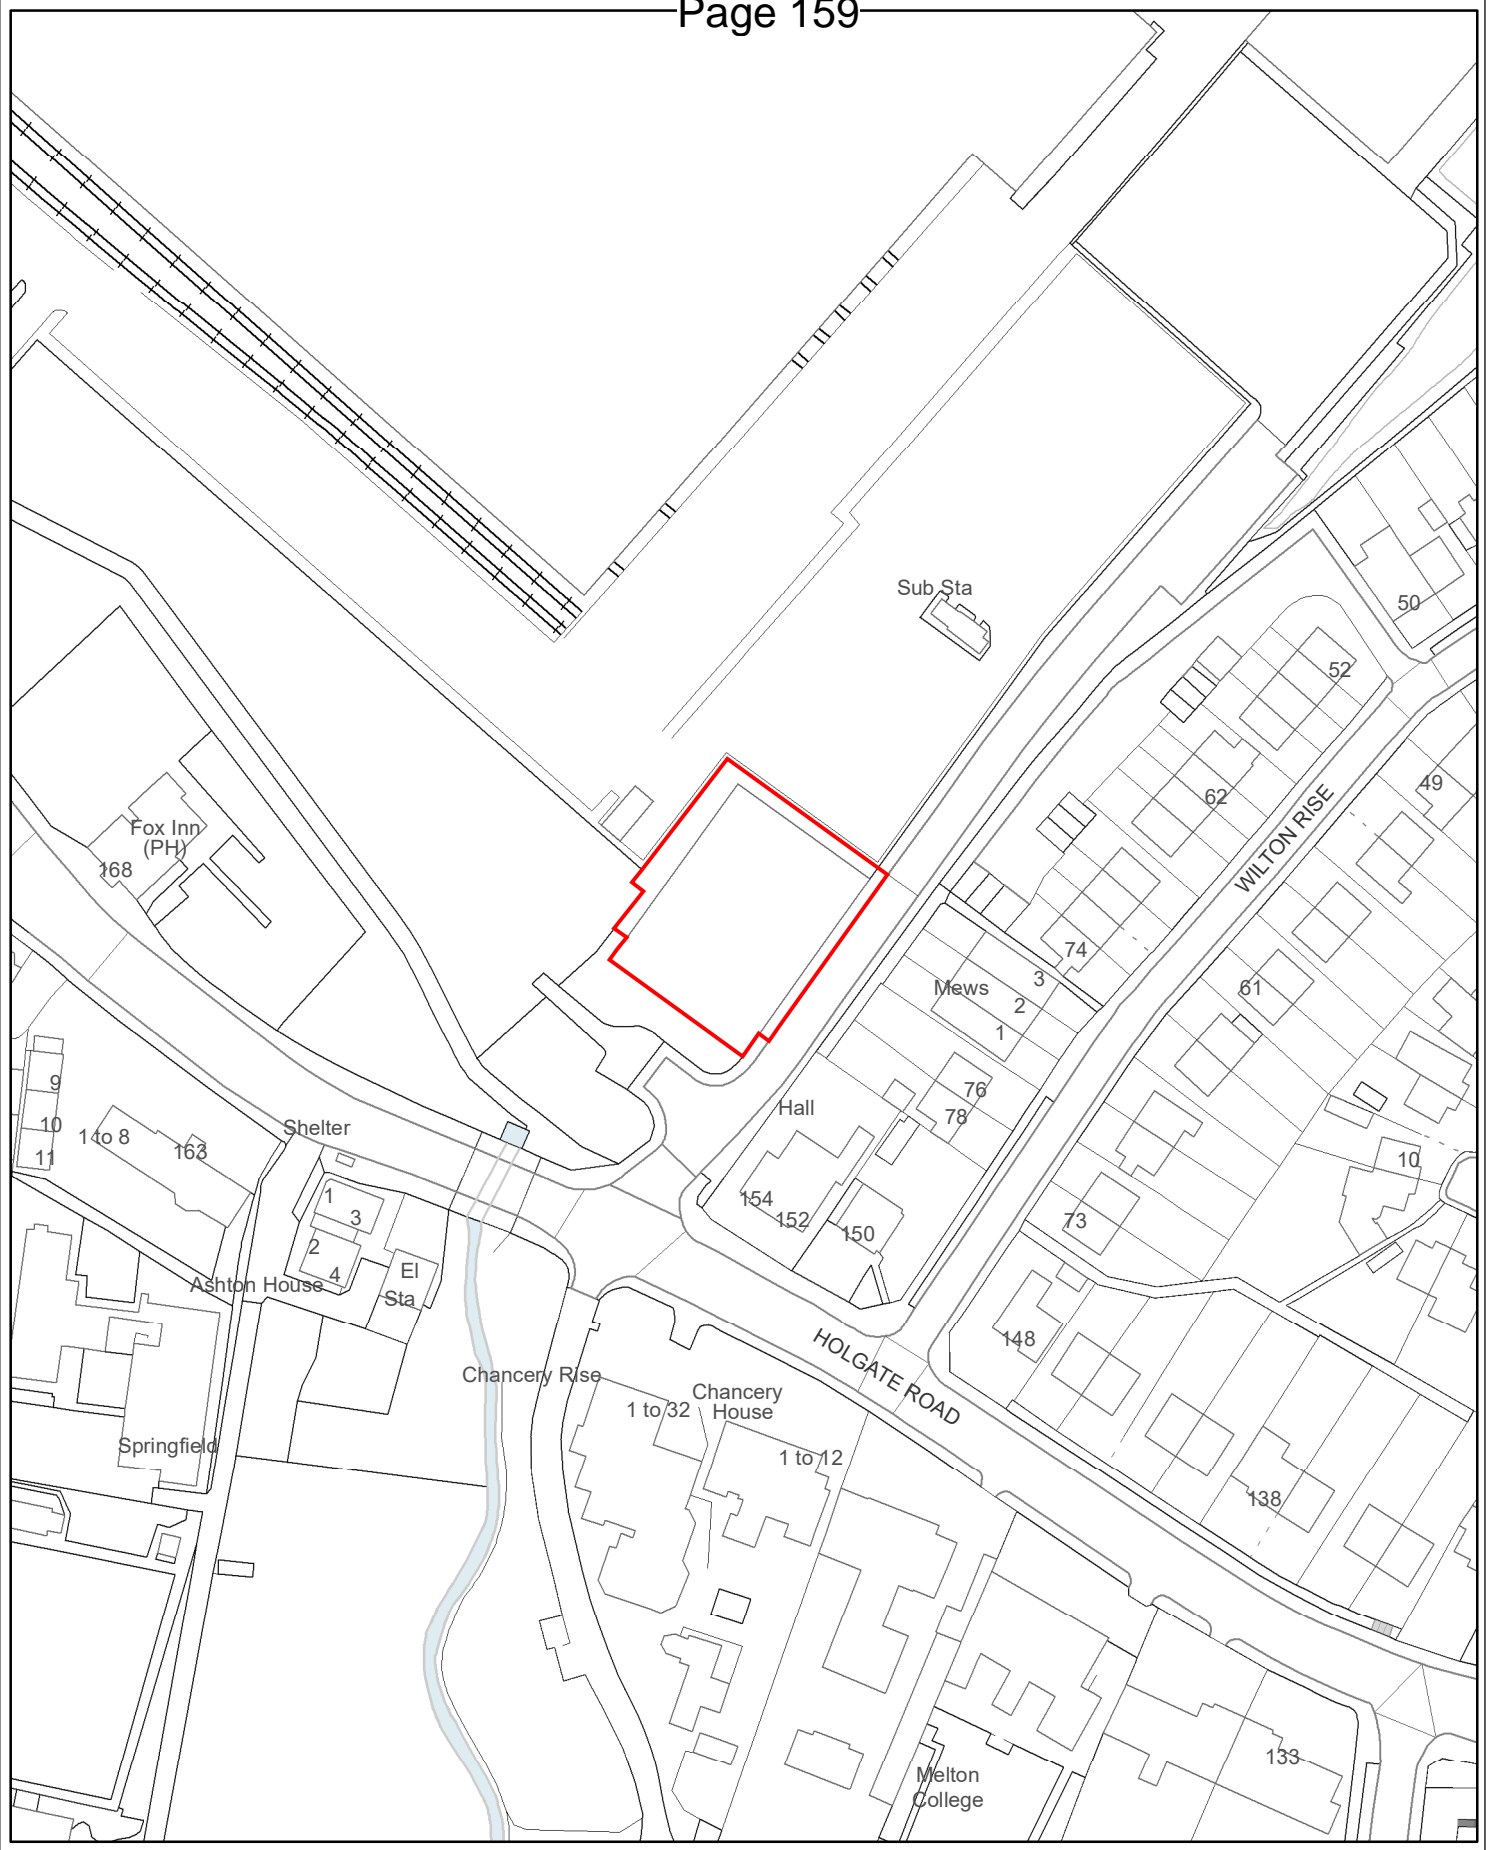 Page 159
Sub Sta
50
52
49
62
WILTON RISE
Fox Inn
(PH)
168
74
3
Mews
2
61
1
9
76
Hall
78
10
Shelter
1 to 8
163
11
10
1
154
3
152
73
150
2
El
4
Ashton House
Sta
148
HOLGATE ROAD
Chancery Rise
Chancery
1 to 32
House
Springfield
1 to 12
138
133
Melton
College